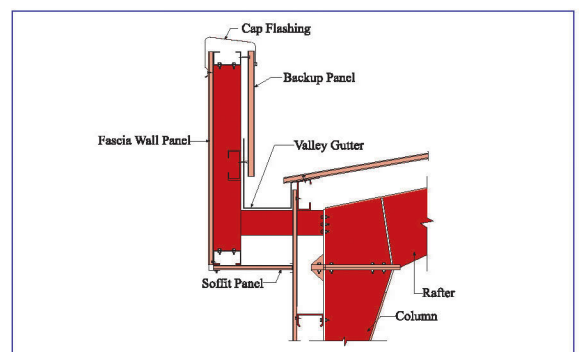 Cap Flashing
Backup Panel
Fascia Wall Panel
Valley Gutter
Soffit Panel
Rafter
Column